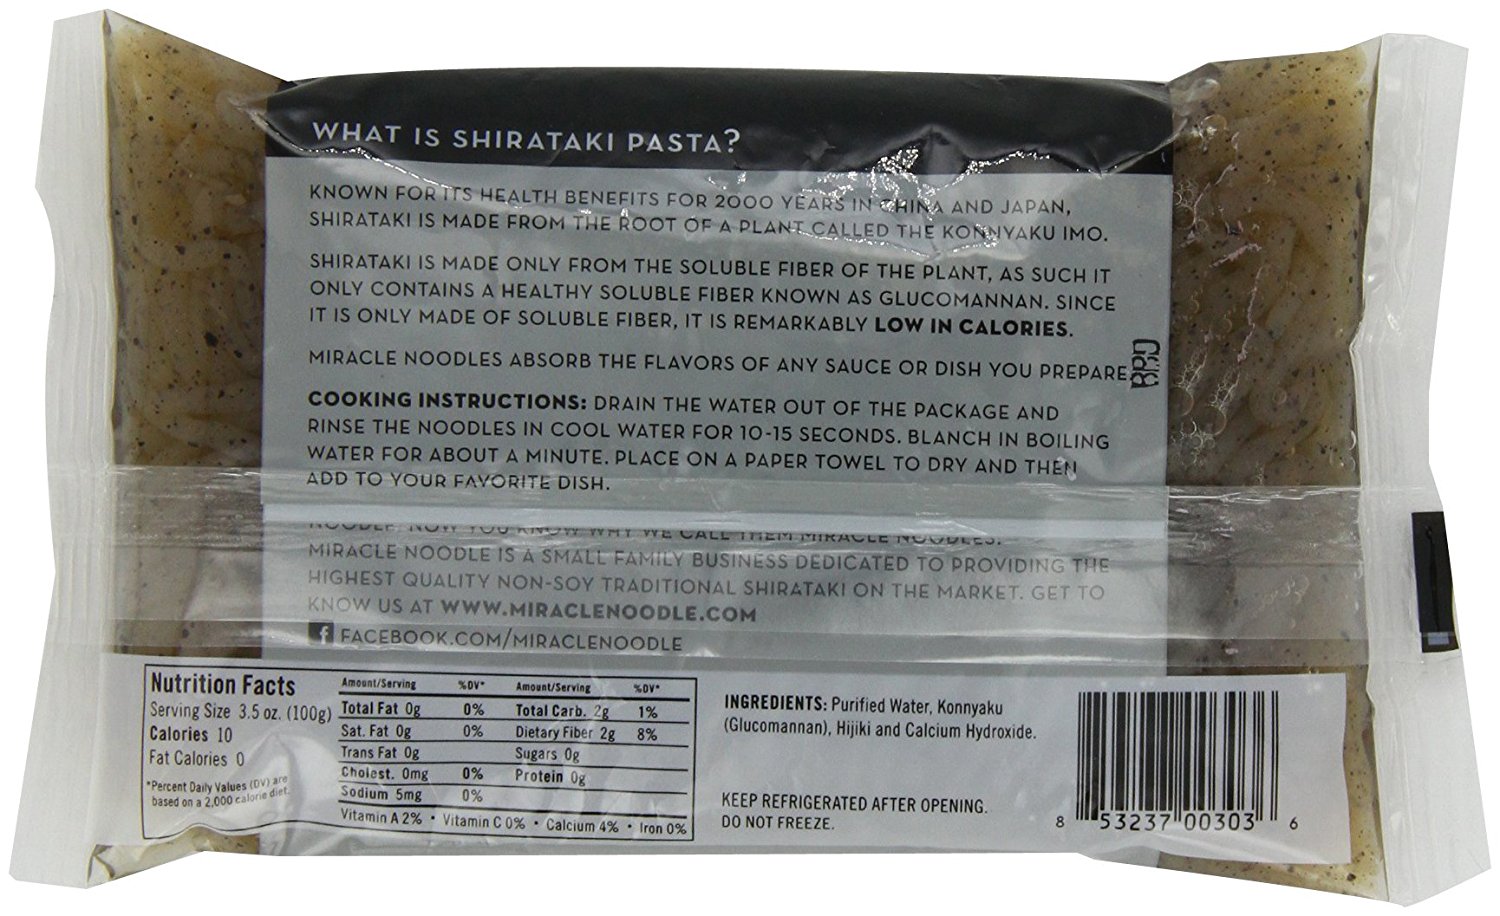 WHAT IS SHIRATAKI PASTA?
KNOWN FOR ITS HEALTH BENEFITS FOR 2000 YEARS IN CHINA AND JAPAN,
SHIRATAKI IS MADE FROM THE ROOT OF A PLANT CALLED THE KONNYAKU IMO.
SHIRATAKI IS MADE ONLY FROM THE SOLUBLE FIBER OF THE PLANT, AS SUCH IT
ONLY CONTAINS A HEALTHY SOLUBLE FIBER KNOWN AS GLUCOMANNAN. SINCE
IT IS ONLY MADE OF SOLUBLE FIBER, IT IS REMARKABLY LOW IN CALORIES.
MIRACLE NOODLES ABSORB THE FLAVORS OF ANY SAUCE OR DISH YOU PREPARE
COOKING INSTRUCTIONS: DRAIN THE WATER OUT OF THE PACKAGE AND
RINSE THE NOODLES IN COOL WATER FOR 10-15 SECONDS. BLANCH IN BOILING
WATER FOR ABOUT A MINUTE. PLACE ON A PAPER TOWEL TO DRY AND THEN
ADD TO YOUR FAVORITE DISH.
NOODLE. NOW YOU KNOW WHY WE CALL THEM MIRACLE NOODLES.
MIRACLE NOODLE IS A SMALL FAMILY BUSINESS DEDICATED TO PROVIDING THE
HIGHEST QUALITY NON-SOY TRADITIONAL SHIRATAKI ON THE MARKET. GET TO
KNOW US AT WWW.MIRACLENOODLE.COM
f FACEBOOK.COM/MIRACLENOODLE
Nutrition Facts
Serving Size 3.5 oz. (100g)
Calories 10
Fat Calories 0
*Percent Daily Values (DV) are
based on a 2,000 calorie diet.
Amount/Serving %DV* Amount/Serving %DV*
Total Fat 0g 0% Total Carb. 2g 1%
Sat. Fat 0g 0% Dietary Fiber 2g 8%
Trans Fat 0g Sugars 0g
Cholest. 0mg 0% Protein 0g
Sodium 5mg 0%
Vitamin A 2% • Vitamin C 0% • Calcium 4% • Iron 0%
INGREDIENTS: Purified Water, Konnyaku
(Glucomannan), Hijiki and Calcium Hydroxide.
KEEP REFRIGERATED AFTER OPENING.
DO NOT FREEZE.
8 53237 00303 6